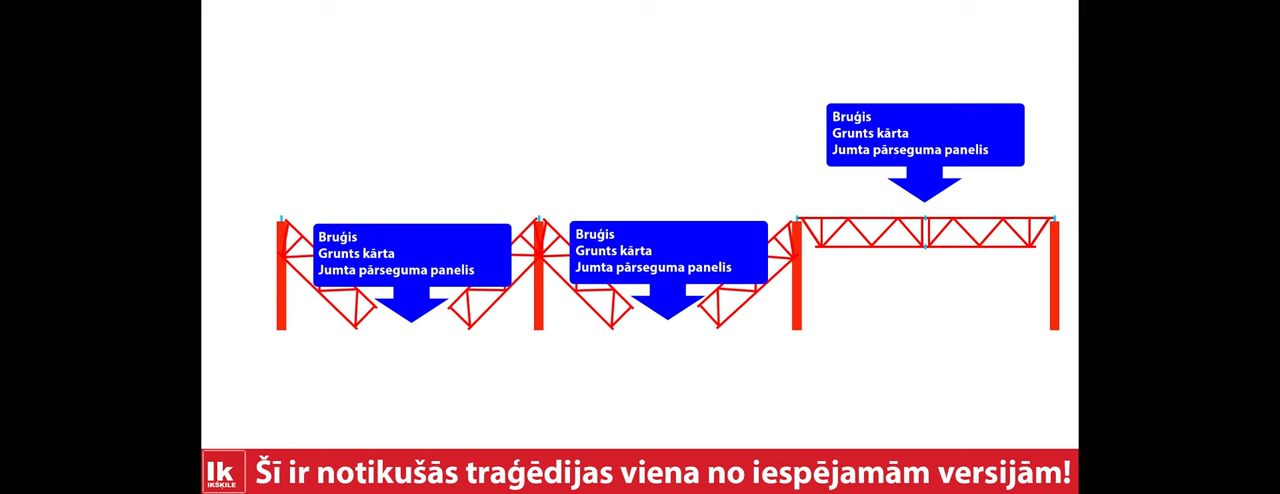 Bruģis
Grunts kārta
Jumta pārseguma panelis
Bruģis
Grunts kārta
Jumta pārseguma panelis
Bruģis
Grunts kārta
Jumta pārseguma panelis
Ik
IKŠĶILE
Šī ir notikušās traģēdijas viena no iespējamām versijām!